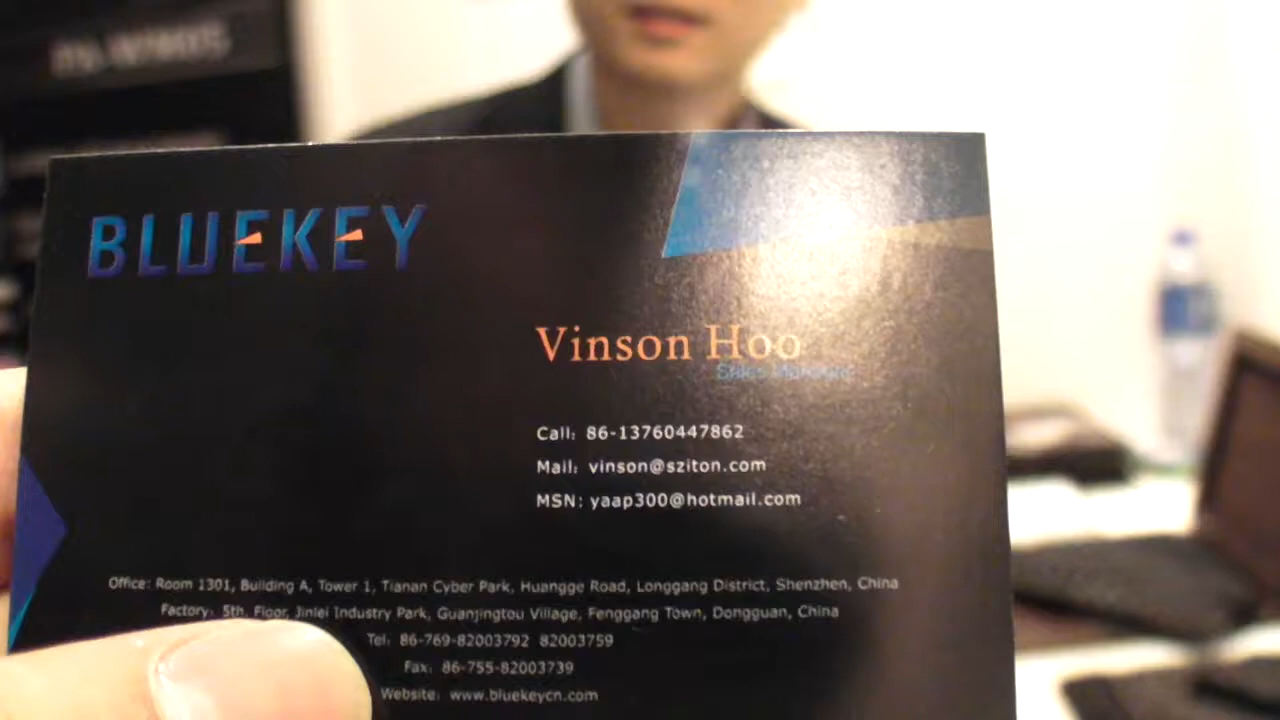 BLUEKEY
Vinson Hoo
Sales Manager
Call: 86-13760447862
Mail: vinson@sziton.com
MSN: yaap300@hotmail.com
Office: Room 1301, Building A, Tower 1, Tianan Cyber Park, Huangge Road, Longgang District, Shenzhen, China
Factory: 5th. Floor, Jinlei Industry Park, Guanjingtou Village, Fenggang Town, Dongguan, China
Tel: 86-769-82003792 82003759
Fax: 86-755-82003739
Website: www.bluekeycn.com